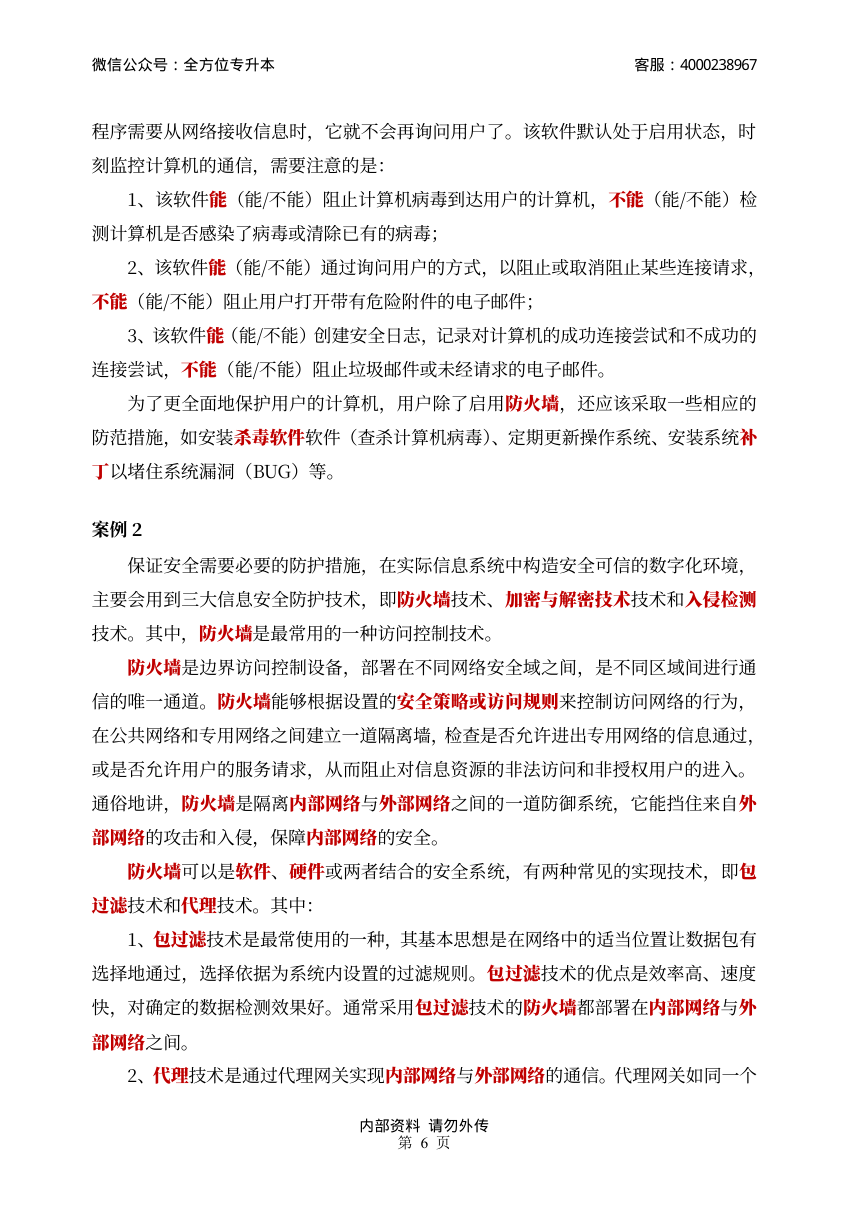 微信公众号：全方位专升本 客服：4000238967
程序需要从网络接收信息时，它就不会再询问用户了。该软件默认处于启用状态，时
刻监控计算机的通信，需要注意的是：
1、该软件能（能/不能）阻止计算机病毒到达用户的计算机，不能（能/不能）检
测计算机是否感染了病毒或清除已有的病毒；
2、该软件能（能/不能）通过询问用户的方式，以阻止或取消阻止某些连接请求，
不能（能/不能）阻止用户打开带有危险附件的电子邮件；
3、该软件能（能/不能）创建安全日志，记录对计算机的成功连接尝试和不成功的
连接尝试，不能（能/不能）阻止垃圾邮件或未经请求的电子邮件。
为了更全面地保护用户的计算机，用户除了启用防火墙，还应该采取一些相应的
防范措施，如安装杀毒软件软件（查杀计算机病毒）、定期更新操作系统、安装系统补
丁以堵住系统漏洞（BUG）等。
案例 2
保证安全需要必要的防护措施，在实际信息系统中构造安全可信的数字化环境，
主要会用到三大信息安全防护技术，即防火墙技术、加密与解密技术技术和入侵检测
技术。其中，防火墙是最常用的一种访问控制技术。
防火墙是边界访问控制设备，部署在不同网络安全域之间，是不同区域间进行通
信的唯一通道。防火墙能够根据设置的安全策略或访问规则来控制访问网络的行为，
在公共网络和专用网络之间建立一道隔离墙，检查是否允许进出专用网络的信息通过，
或是否允许用户的服务请求，从而阻止对信息资源的非法访问和非授权用户的进入。
通俗地讲，防火墙是隔离内部网络与外部网络之间的一道防御系统，它能挡住来自外
部网络的攻击和入侵，保障内部网络的安全。
防火墙可以是软件、硬件或两者结合的安全系统，有两种常见的实现技术，即包
过滤技术和代理技术。其中：
1、包过滤技术是最常使用的一种，其基本思想是在网络中的适当位置让数据包有
选择地通过，选择依据为系统内设置的过滤规则。包过滤技术的优点是效率高、速度
快，对确定的数据检测效果好。通常采用包过滤技术的防火墙都部署在内部网络与外
部网络之间。
2、代理技术是通过代理网关实现内部网络与外部网络的通信。代理网关如同一个
内部资料 请勿外传
第 6 页